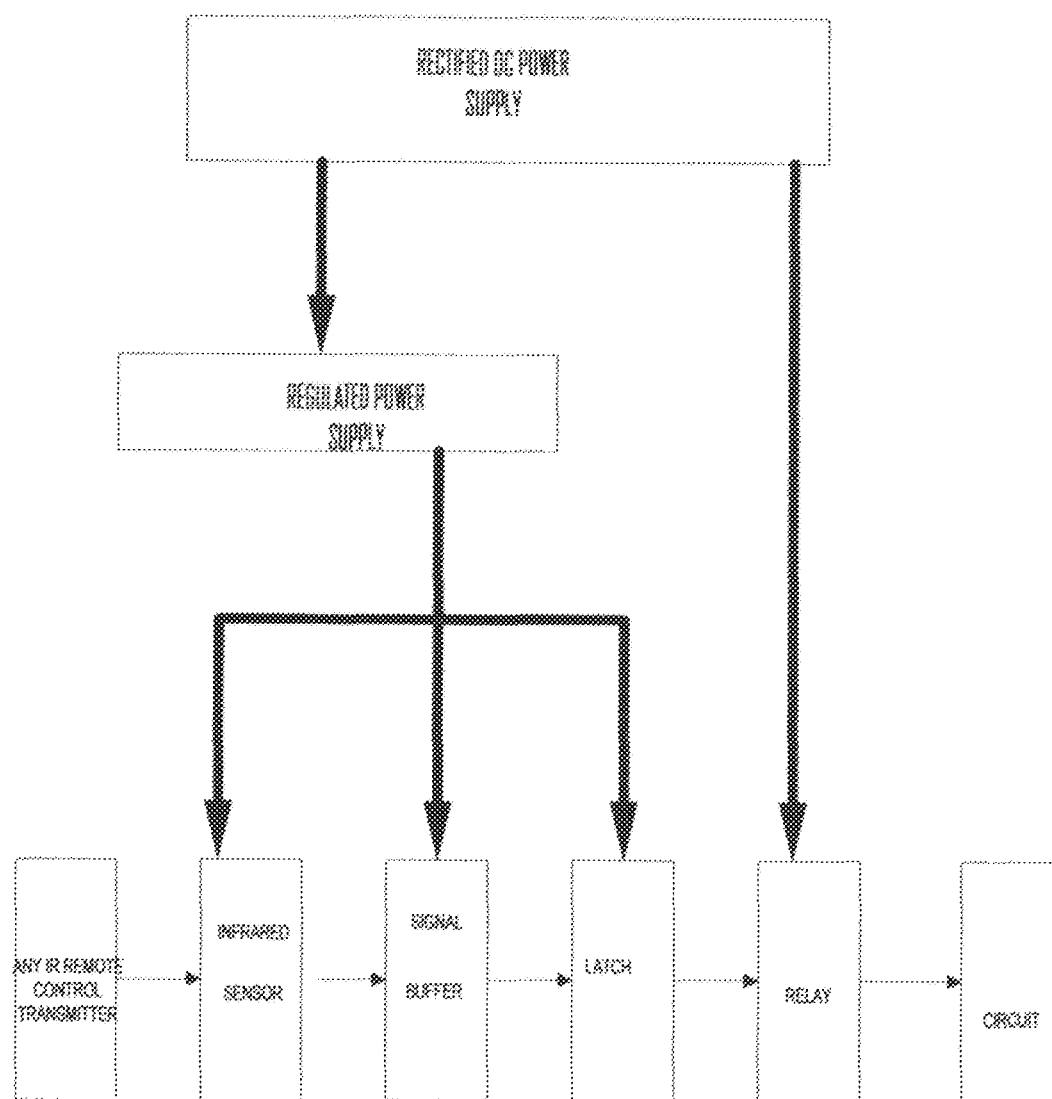 RECTIFIED DC POWER
SUPPLY
REGULATED POWER
SUPPLY
ANY IR REMOTE
CONTROL
TRANSMITTER
INFRARED
SENSOR
SIGNAL
BUFFER
LATCH
RELAY
CIRCUIT